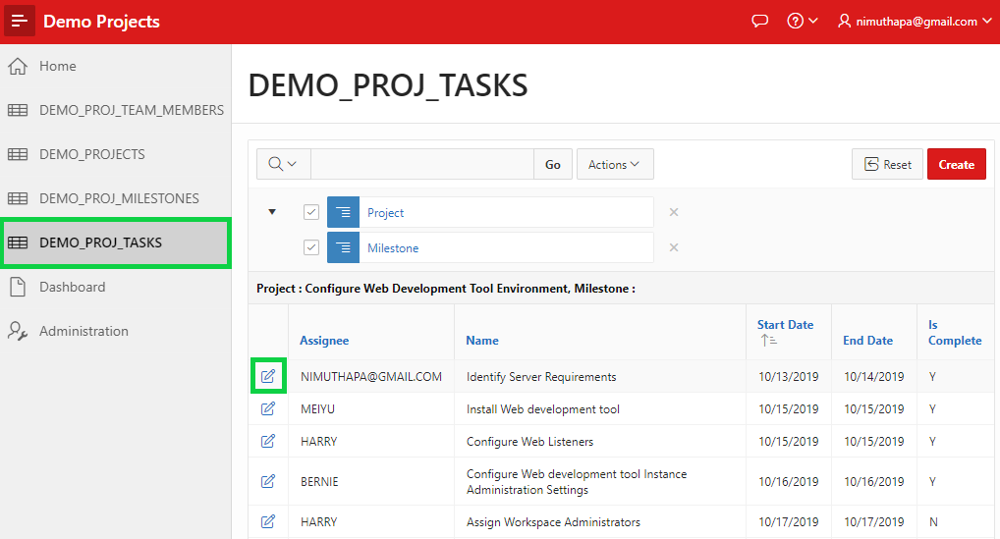 Demo Projects
nimuthapa@gmail.com
Home
DEMO_PROJ_TEAM_MEMBERS
DEMO_PROJECTS
DEMO_PROJ_MILESTONES
DEMO_PROJ_TASKS
Dashboard
Administration
DEMO_PROJ_TASKS
Go Actions Reset Create
Project
Milestone
Project : Configure Web Development Tool Environment, Milestone :
Assignee Name Start Date End Date Is Complete
NIMUTHAPA@GMAIL.COM Identify Server Requirements 10/13/2019 10/14/2019 Y
MEIYU Install Web development tool 10/15/2019 10/15/2019 Y
HARRY Configure Web Listeners 10/15/2019 10/15/2019 Y
BERNIE Configure Web development tool Instance Administration Settings 10/16/2019 10/16/2019 Y
HARRY Assign Workspace Administrators 10/17/2019 10/17/2019 N